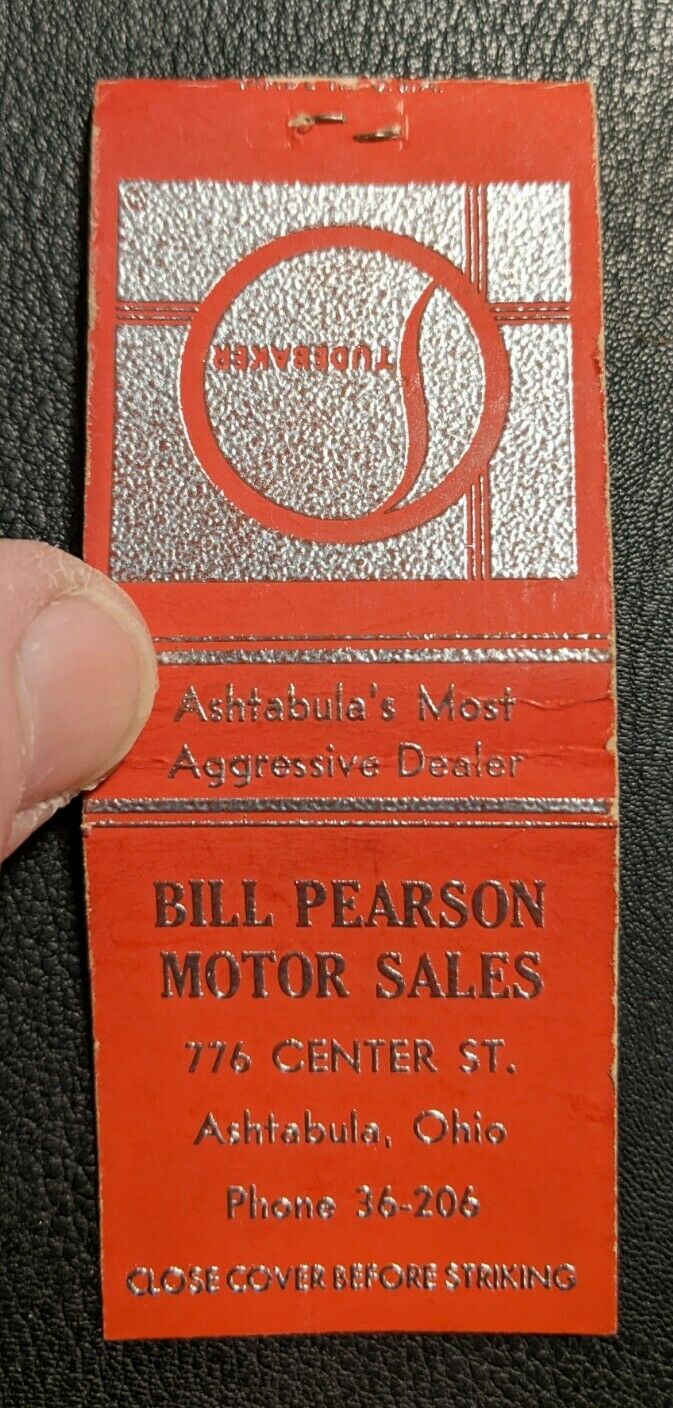 STUDEBAKER
Ashtabula's Most
Aggressive Dealer
BILL PEARSON
MOTOR SALES
776 CENTER ST.
Ashtabula, Ohio
Phone 36-206
CLOSE COVER BEFORE STRIKING